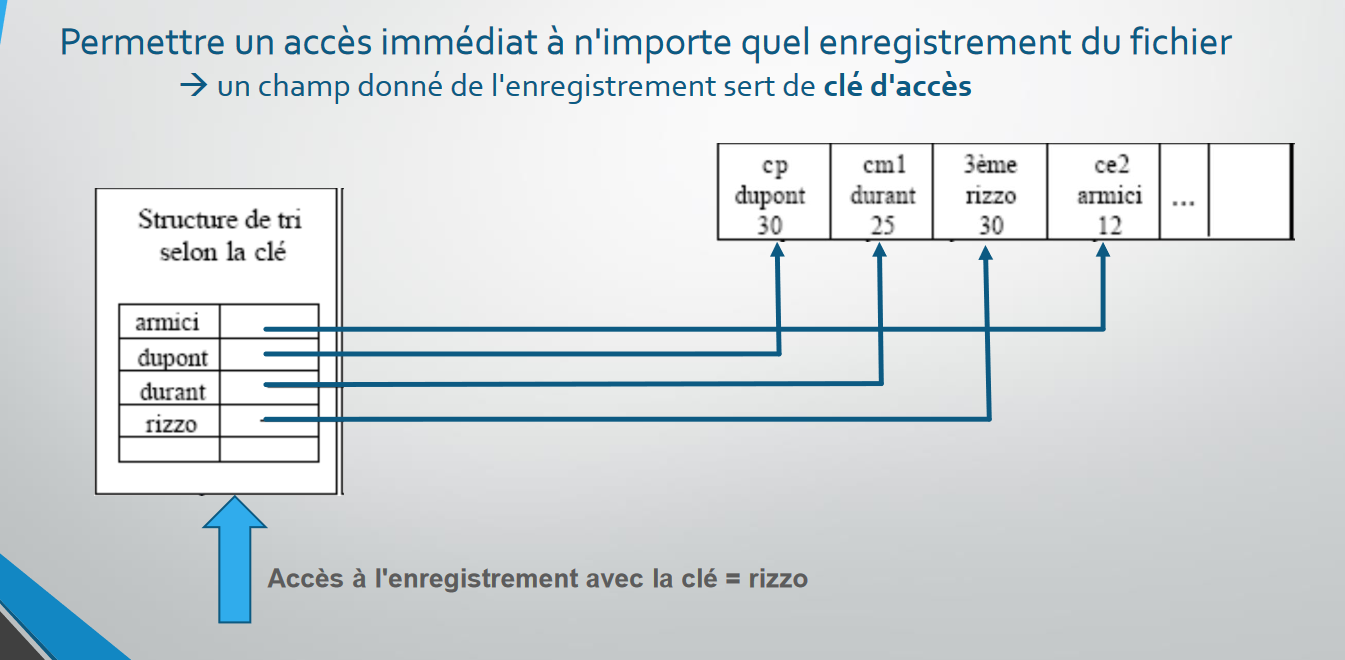 Permettre un accès immédiat à n'importe quel enregistrement du fichier
→ un champ donné de l'enregistrement sert de clé d'accès
cp
dupont
30
cm1
durant
25
3ème
rizzo
30
ce2
armici
12
...
Structure de tri
selon la clé
armici
dupont
durant
rizzo
Accès à l'enregistrement avec la clé = rizzo